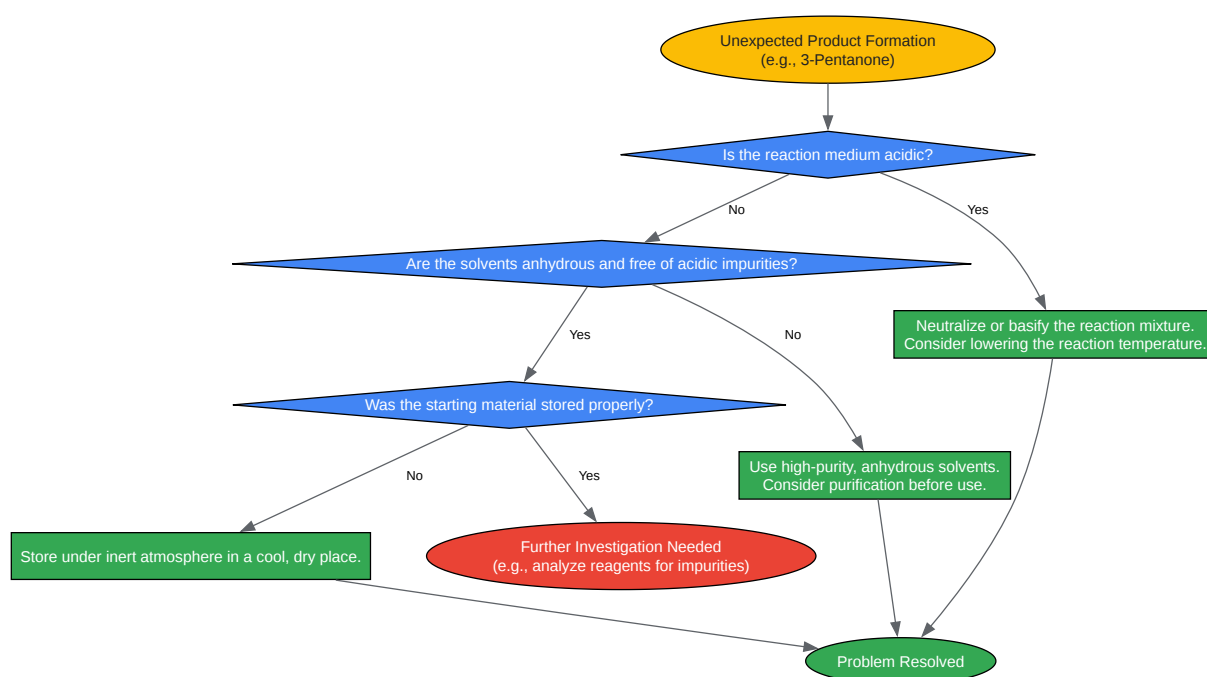 Unexpected Product Formation
(e.g., 3-Pentanone)
Is the reaction medium acidic?
No
Yes
Are the solvents anhydrous and free of acidic impurities?
Neutralize or basify the reaction mixture.
Consider lowering the reaction temperature.
Yes
No
Was the starting material stored properly?
Use high-purity, anhydrous solvents.
Consider purification before use.
No
Yes
Store under inert atmosphere in a cool, dry place.
Further Investigation Needed
(e.g., analyze reagents for impurities)
Problem Resolved